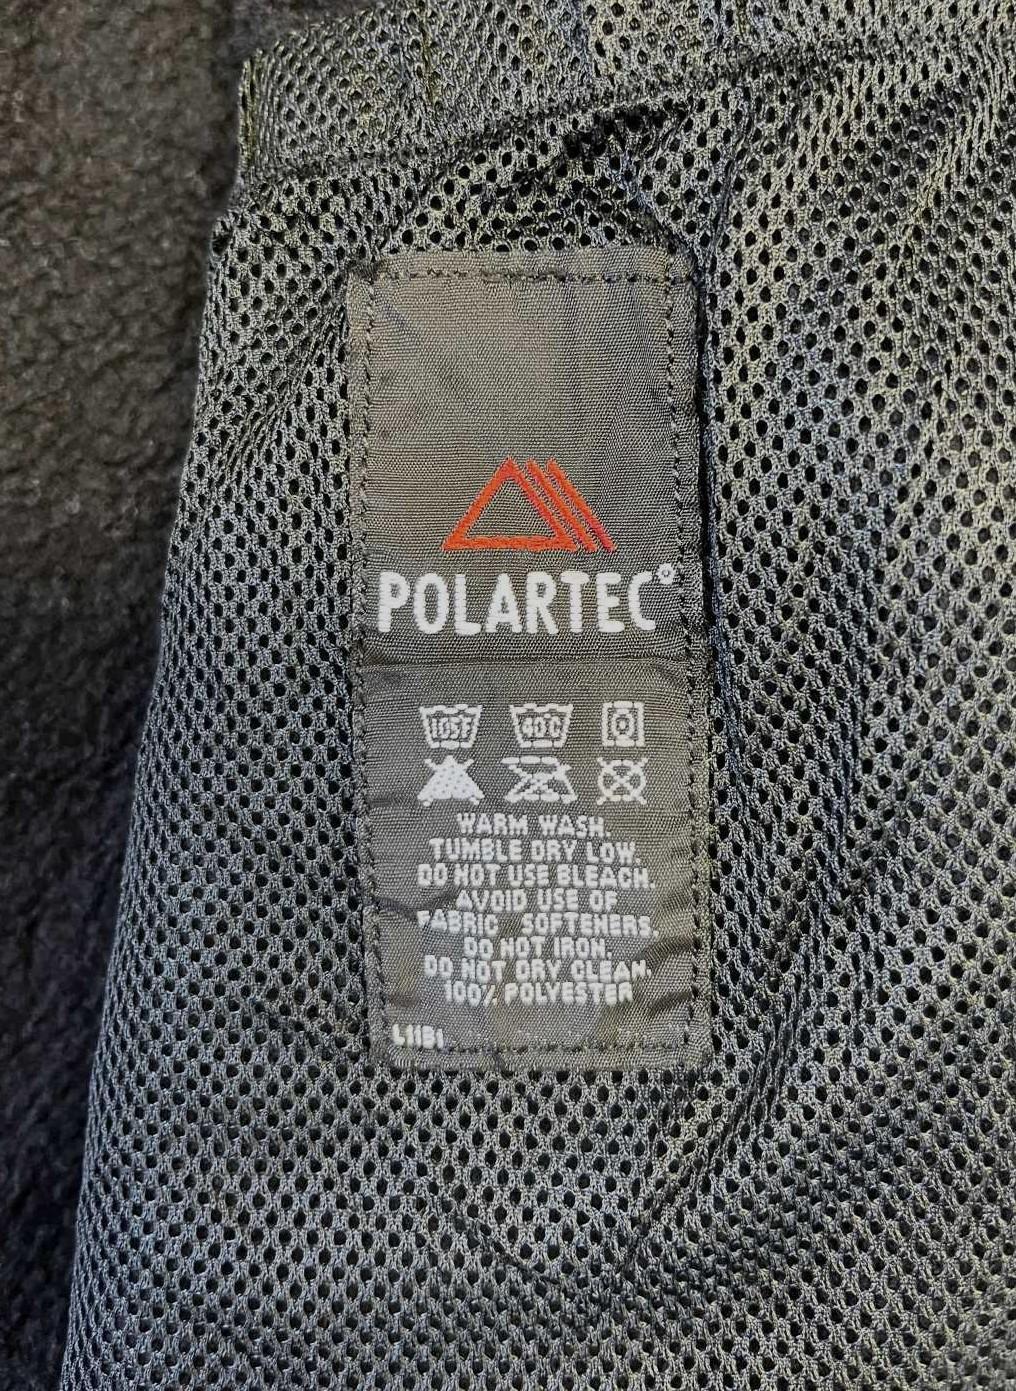 POLARTEC®
105F 40C
WARM WASH.
TUMBLE DRY LOW.
DO NOT USE BLEACH.
AVOID USE OF
FABRIC SOFTENERS.
DO NOT IRON.
DO NOT DRY CLEAN.
100% POLYESTER